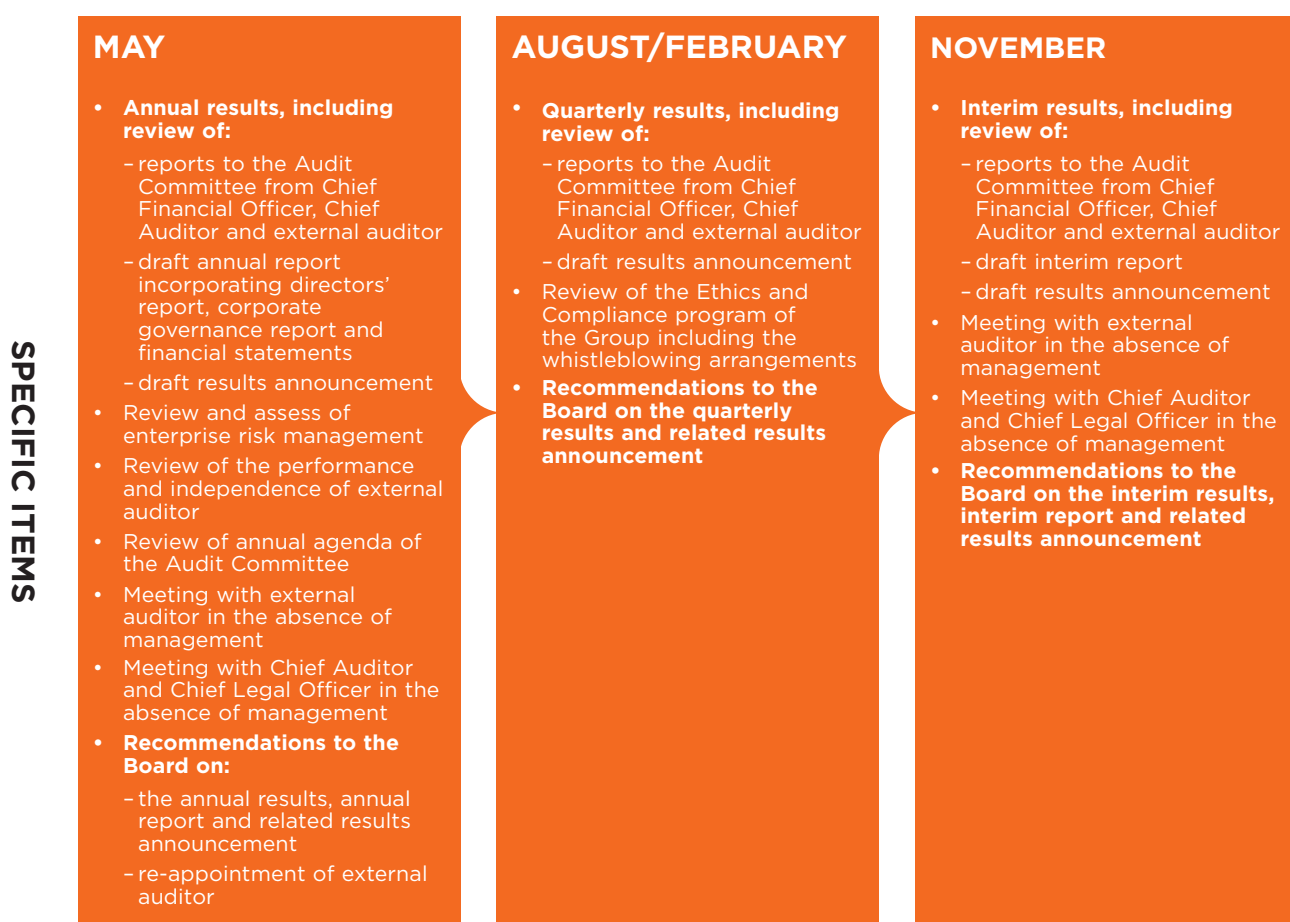 SPECIFIC ITEMS
MAY
• Annual results, including
review of:
– reports to the Audit
Committee from Chief
Financial Officer, Chief
Auditor and external auditor
– draft annual report
incorporating directors’
report, corporate
governance report and
financial statements
– draft results announcement
• Review and assess of
enterprise risk management
• Review of the performance
and independence of external
auditor
• Review of annual agenda of
the Audit Committee
• Meeting with external
auditor in the absence of
management
• Meeting with Chief Auditor
and Chief Legal Officer in the
absence of management
• Recommendations to the
Board on:
– the annual results, annual
report and related results
announcement
– re-appointment of external
auditor
AUGUST/FEBRUARY
• Quarterly results, including
review of:
– reports to the Audit
Committee from Chief
Financial Officer, Chief
Auditor and external auditor
– draft results announcement
• Review of the Ethics and
Compliance program of
the Group including the
whistleblowing arrangements
• Recommendations to the
Board on the quarterly
results and related results
announcement
NOVEMBER
• Interim results, including
review of:
– reports to the Audit
Committee from Chief
Financial Officer, Chief
Auditor and external auditor
– draft interim report
– draft results announcement
• Meeting with external
auditor in the absence of
management
• Meeting with Chief Auditor
and Chief Legal Officer in the
absence of management
• Recommendations to the
Board on the interim results,
interim report and related
results announcement